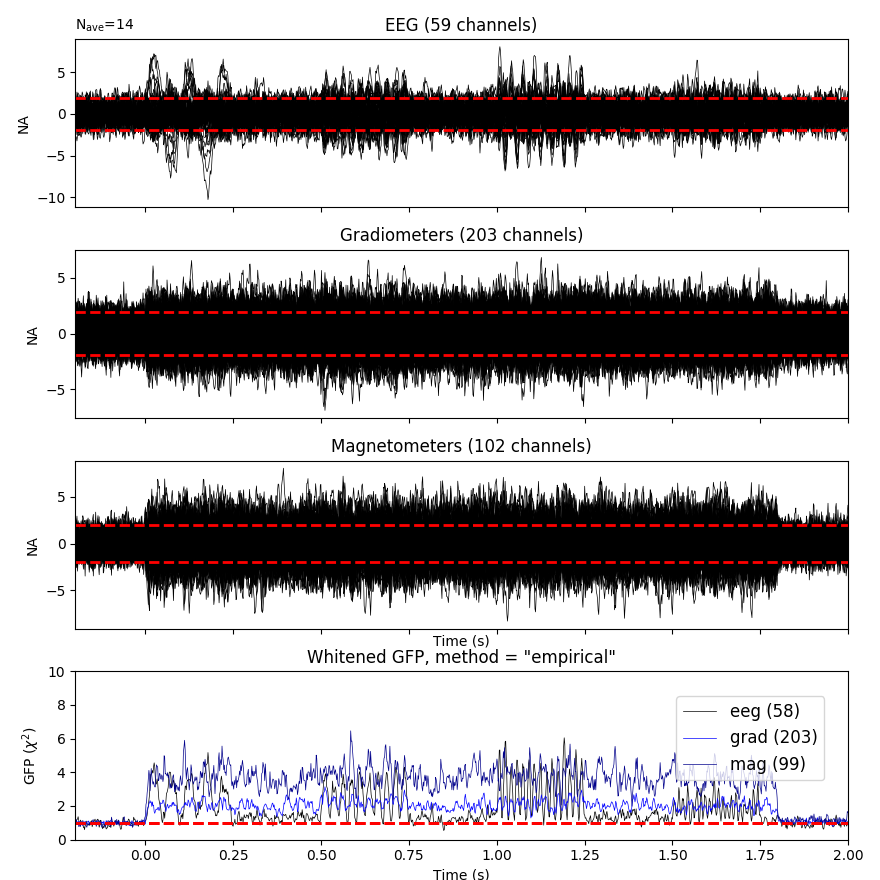 Nave=14
EEG (59 channels)
NA
5
0
−5
−10
Gradiometers (203 channels)
NA
5
0
−5
Magnetometers (102 channels)
NA
5
0
−5
Time (s)
Whitened GFP, method = "empirical"
GFP (χ²)
10
8
6
4
2
0
eeg (58)
grad (203)
mag (99)
0.00 0.25 0.50 0.75 1.00 1.25 1.50 1.75 2.00
Time (s)